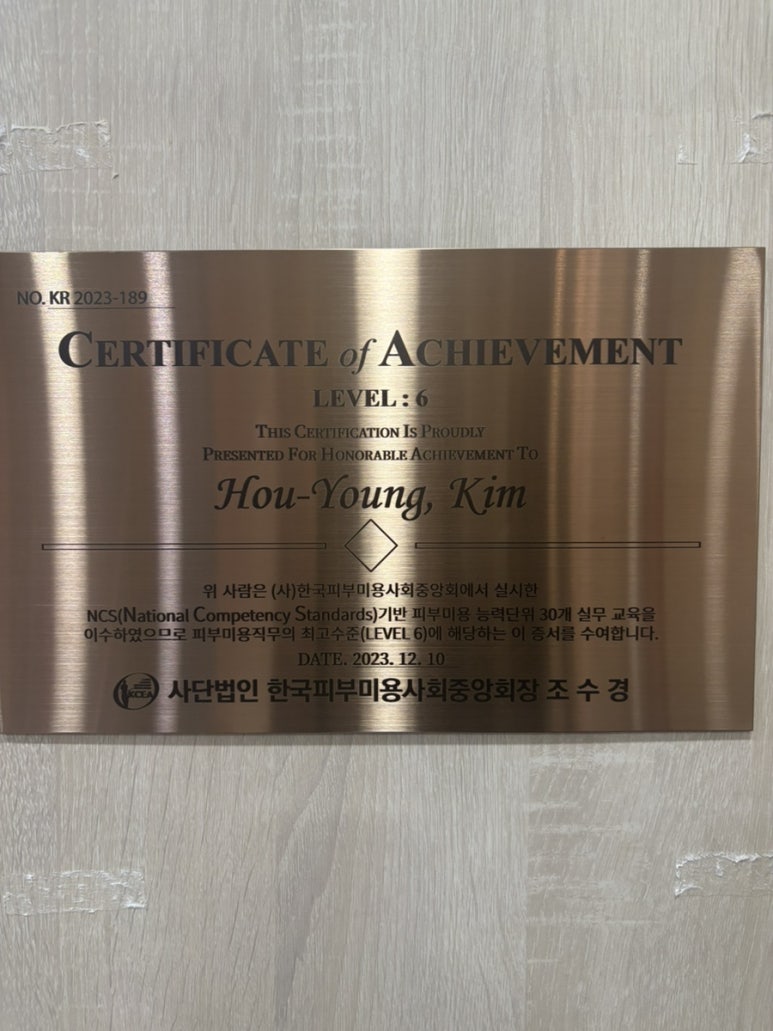 NO. KR 2023-189
CERTIFICATE of ACHIEVEMENT
LEVEL : 6
THIS CERTIFICATION IS PROUDLY
PRESENTED FOR HONORABLE ACHIEVEMENT TO
Hou-Young, Kim
위 사람은 (사)한국피부미용사회중앙회에서 실시한
NCS(National Competency Standards)기반 피부미용 능력단위 30개 실무 교육을
이수하였으므로 피부미용직무의 최고수준(LEVEL 6)에 해당하는 이 증서를 수여합니다.
DATE. 2023. 12. 10
KCEA 사단법인 한국피부미용사회중앙회장 조 수 경